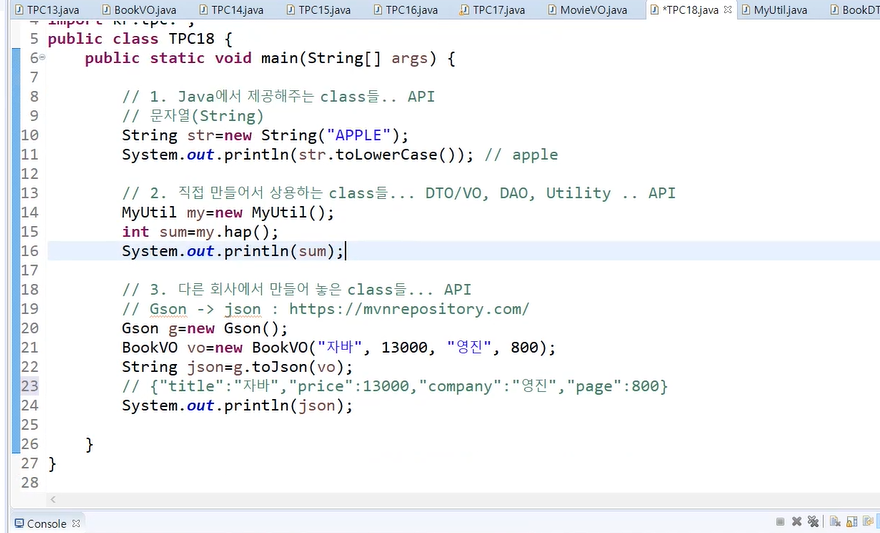 TPC13.java BookVO.java TPC14.java TPC15.java TPC16.java TPC17.java MovieVO.java *TPC18.java MyUtil.java BookDT
4 import kr.tpc.*;
5 public class TPC18 {
6 public static void main(String[] args) {
7
8 // 1. Java에서 제공해주는 class들.. API
9 // 문자열(String)
10 String str=new String("APPLE");
11 System.out.println(str.toLowerCase()); // apple
12
13 // 2. 직접 만들어서 상용하는 class들... DTO/VO, DAO, Utility .. API
14 MyUtil my=new MyUtil();
15 int sum=my.hap();
16 System.out.println(sum);
17
18 // 3. 다른 회사에서 만들어 놓은 class들... API
19 // Gson -> json : https://mvnrepository.com/
20 Gson g=new Gson();
21 BookVO vo=new BookVO("자바", 13000, "영진", 800);
22 String json=g.toJson(vo);
23 // {"title":"자바","price":13000,"company":"영진","page":800}
24 System.out.println(json);
25
26 }
27 }
28
Console